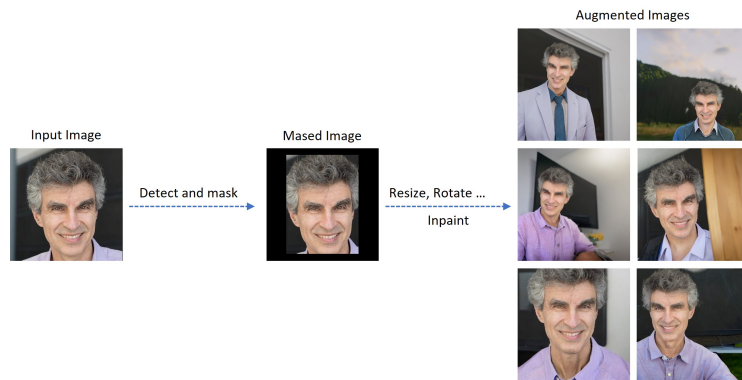 Augmented Images
Input Image
Mased Image
Detect and mask
Resize, Rotate ...
Inpaint